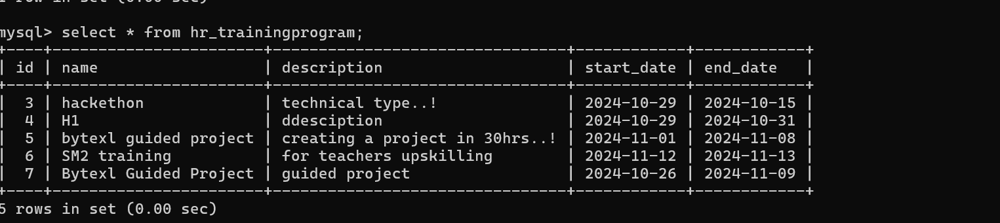 1 row in set (0.00 sec)
mysql> select * from hr_trainingprogram;
+----+-----------------------+--------------------------------+------------+------------+
| id | name                  | description                    | start_date | end_date   |
+----+-----------------------+--------------------------------+------------+------------+
|  3 | hackethon             | technical type..!              | 2024-10-29 | 2024-10-15 |
|  4 | H1                    | ddesciption                    | 2024-10-29 | 2024-10-31 |
|  5 | bytexl guided project | creating a project in 30hrs..! | 2024-11-01 | 2024-11-08 |
|  6 | SM2 training          | for teachers upskilling        | 2024-11-12 | 2024-11-13 |
|  7 | Bytexl Guided Project | guided project                 | 2024-10-26 | 2024-11-09 |
+----+-----------------------+--------------------------------+------------+------------+
5 rows in set (0.00 sec)